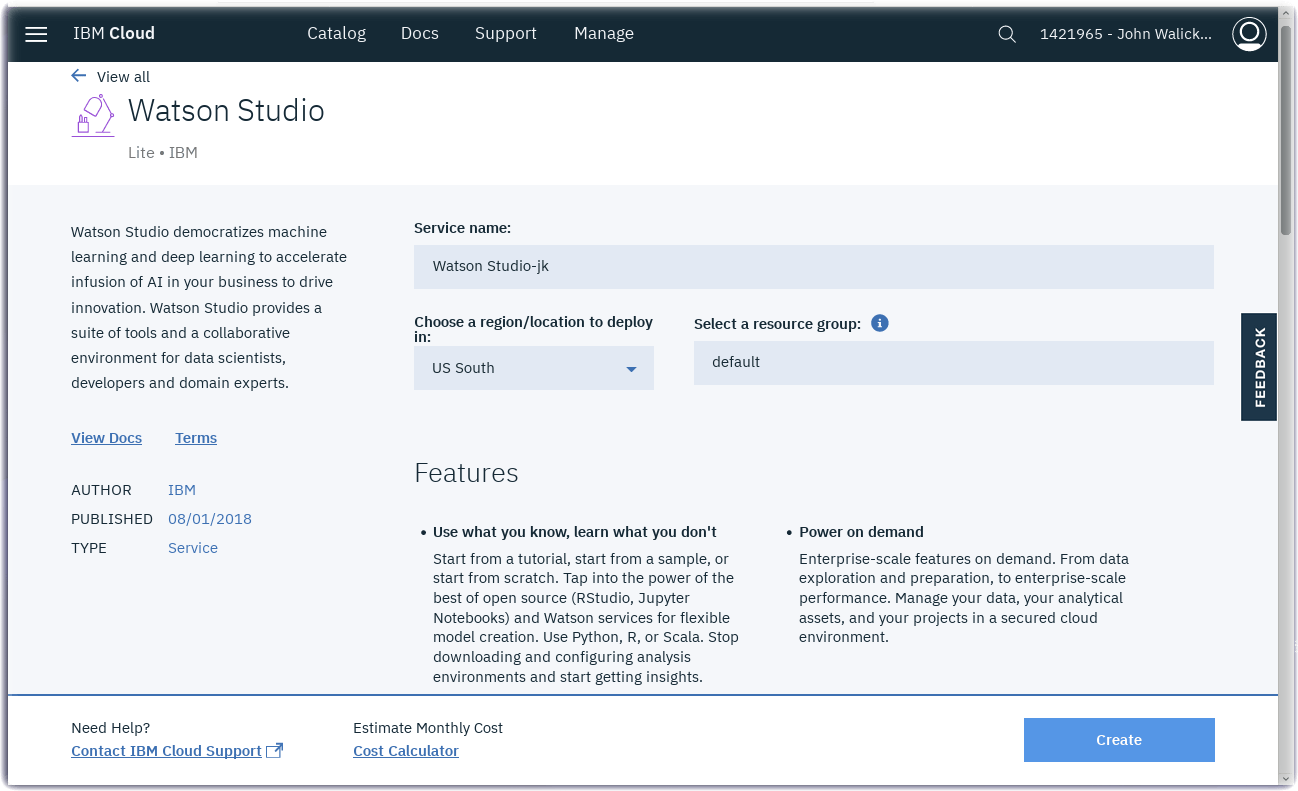 IBM Cloud
Catalog
Docs
Support
Manage
1421965 - John Walick...
View all
Watson Studio
Lite • IBM
Watson Studio democratizes machine
learning and deep learning to accelerate
infusion of AI in your business to drive
innovation. Watson Studio provides a
suite of tools and a collaborative
environment for data scientists,
developers and domain experts.
View Docs
Terms
AUTHOR IBM
PUBLISHED 08/01/2018
TYPE Service
Service name:
Watson Studio-jk
Choose a region/location to deploy
in:
US South
Select a resource group:
default
FEEDBACK
Features
• Use what you know, learn what you don't
Start from a tutorial, start from a sample, or
start from scratch. Tap into the power of the
best of open source (RStudio, Jupyter
Notebooks) and Watson services for flexible
model creation. Use Python, R, or Scala. Stop
downloading and configuring analysis
environments and start getting insights.
• Power on demand
Enterprise-scale features on demand. From data
exploration and preparation, to enterprise-scale
performance. Manage your data, your analytical
assets, and your projects in a secured cloud
environment.
Need Help?
Contact IBM Cloud Support
Estimate Monthly Cost
Cost Calculator
Create